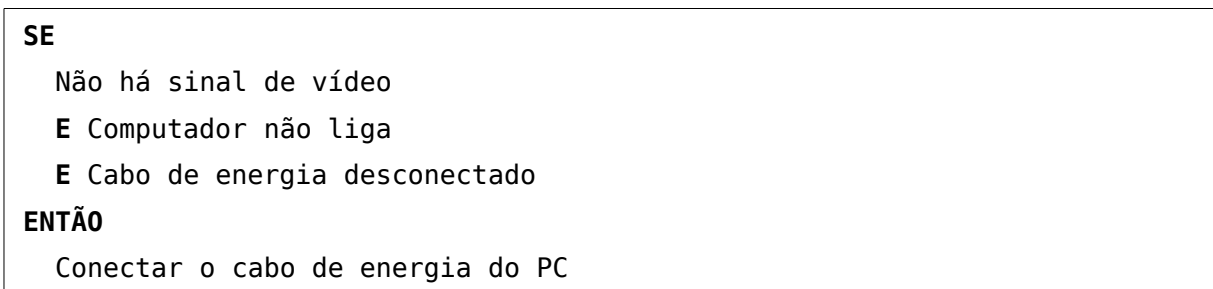 SE
Não há sinal de vídeo
E Computador não liga
E Cabo de energia desconectado
ENTÃO
Conectar o cabo de energia do PC